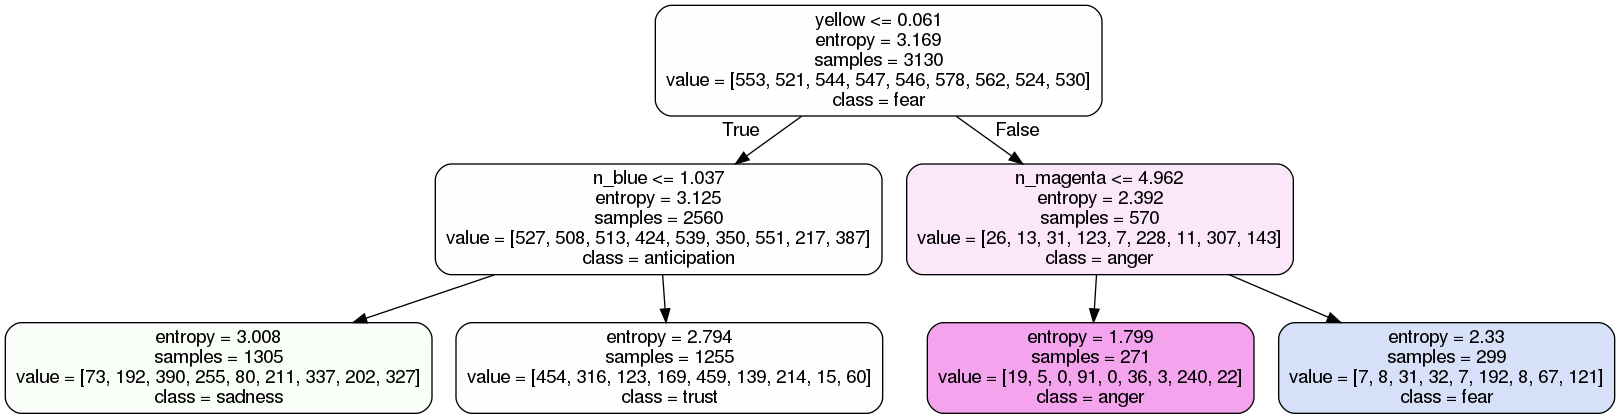 yellow <= 0.061
entropy = 3.169
samples = 3130
value = [553, 521, 544, 547, 546, 578, 562, 524, 530]
class = fear
True
False
n_blue <= 1.037
entropy = 3.125
samples = 2560
value = [527, 508, 513, 424, 539, 350, 551, 217, 387]
class = anticipation
n_magenta <= 4.962
entropy = 2.392
samples = 570
value = [26, 13, 31, 123, 7, 228, 11, 307, 143]
class = anger
entropy = 3.008
samples = 1305
value = [73, 192, 390, 255, 80, 211, 337, 202, 327]
class = sadness
entropy = 2.794
samples = 1255
value = [454, 316, 123, 169, 459, 139, 214, 15, 60]
class = trust
entropy = 1.799
samples = 271
value = [19, 5, 0, 91, 0, 36, 3, 240, 22]
class = anger
entropy = 2.33
samples = 299
value = [7, 8, 31, 32, 7, 192, 8, 67, 121]
class = fear